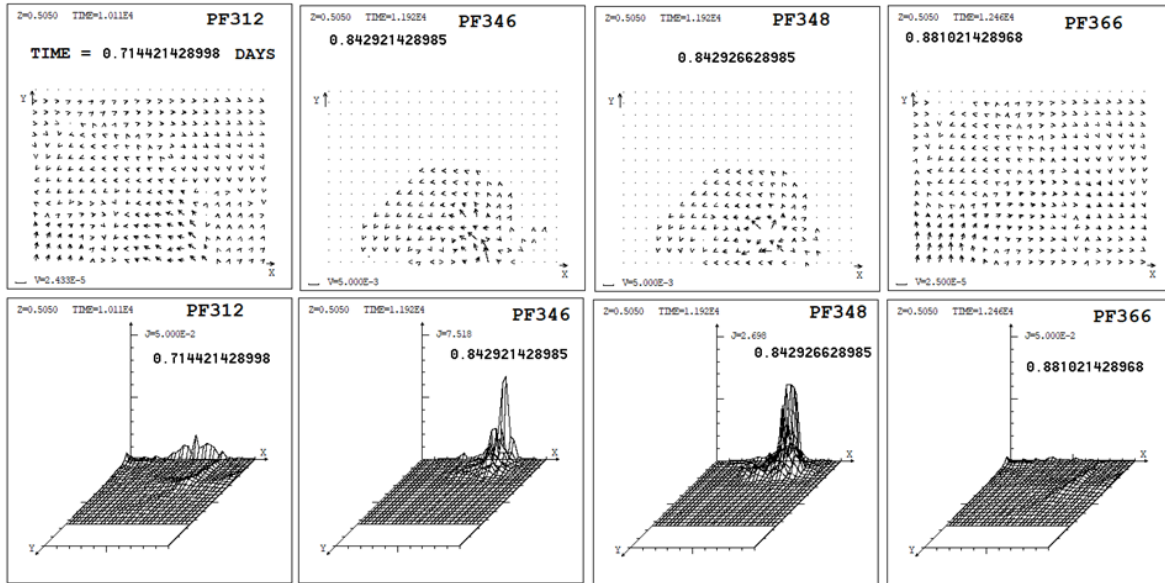 Z=0.5050 TIME=1.011E4 PF312
TIME = 0.714421428998 DAYS
Y
X
V=2.433E-5
Z=0.5050 TIME=1.192E4 PF346
0.842921428985
Y
X
V=5.000E-3
Z=0.5050 TIME=1.192E4 PF348
0.842926628985
Y
X
V=5.000E-3
Z=0.5050 TIME=1.246E4 PF366
0.881021428968
Y
X
V=2.500E-5
Z=0.5050 TIME=1.011E4 PF312
J=5.000E-2
0.714421428998
X
Y
Z=0.5050 TIME=1.192E4 PF346
J=7.518
0.842921428985
X
Y
Z=0.5050 TIME=1.192E4 PF348
J=2.698
0.842926628985
X
Y
Z=0.5050 TIME=1.246E4 PF366
J=5.000E-2
0.881021428968
X
Y